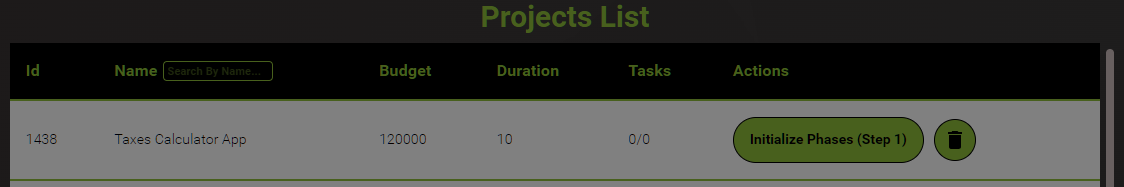 Projects List
Id Name Search By Name... Budget Duration Tasks Actions
1438 Taxes Calculator App 120000 10 0/0 Initialize Phases (Step 1)